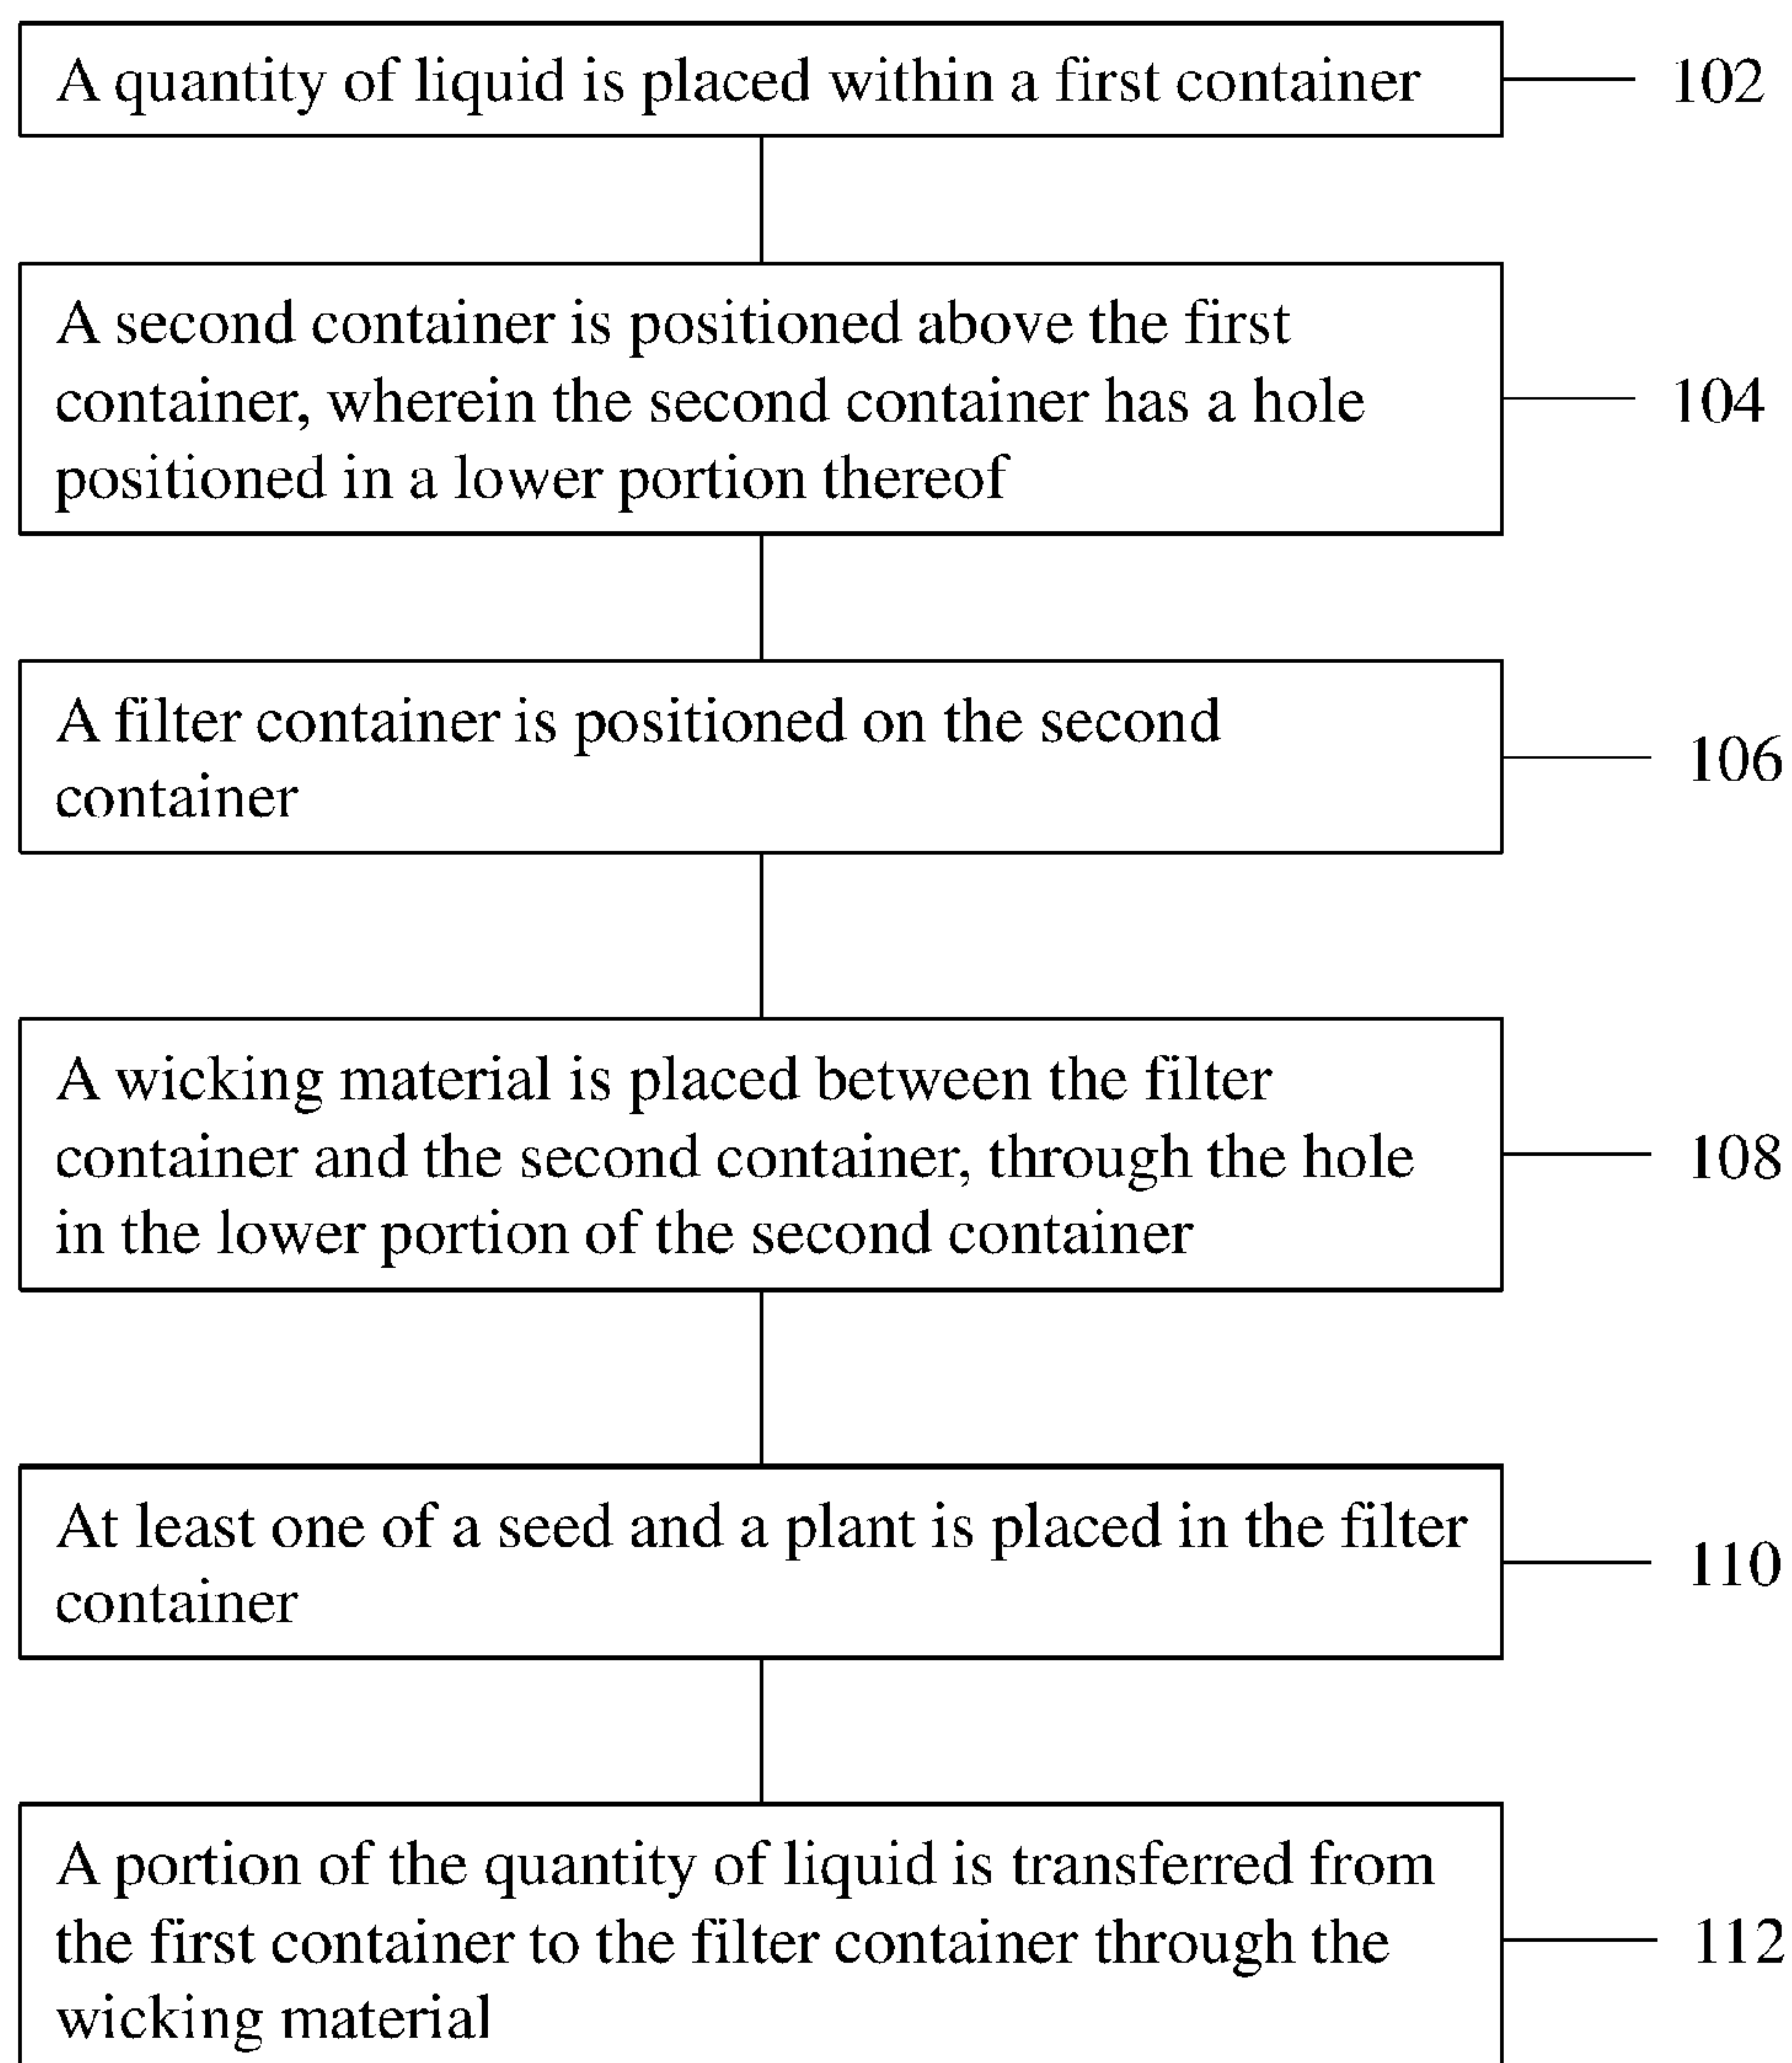 A quantity of liquid is placed within a first container
102
A second container is positioned above the first
container, wherein the second container has a hole
positioned in a lower portion thereof
104
A filter container is positioned on the second
container
106
A wicking material is placed between the filter
container and the second container, through the hole
in the lower portion of the second container
108
At least one of a seed and a plant is placed in the filter
container
110
A portion of the quantity of liquid is transferred from
the first container to the filter container through the
wicking material
112